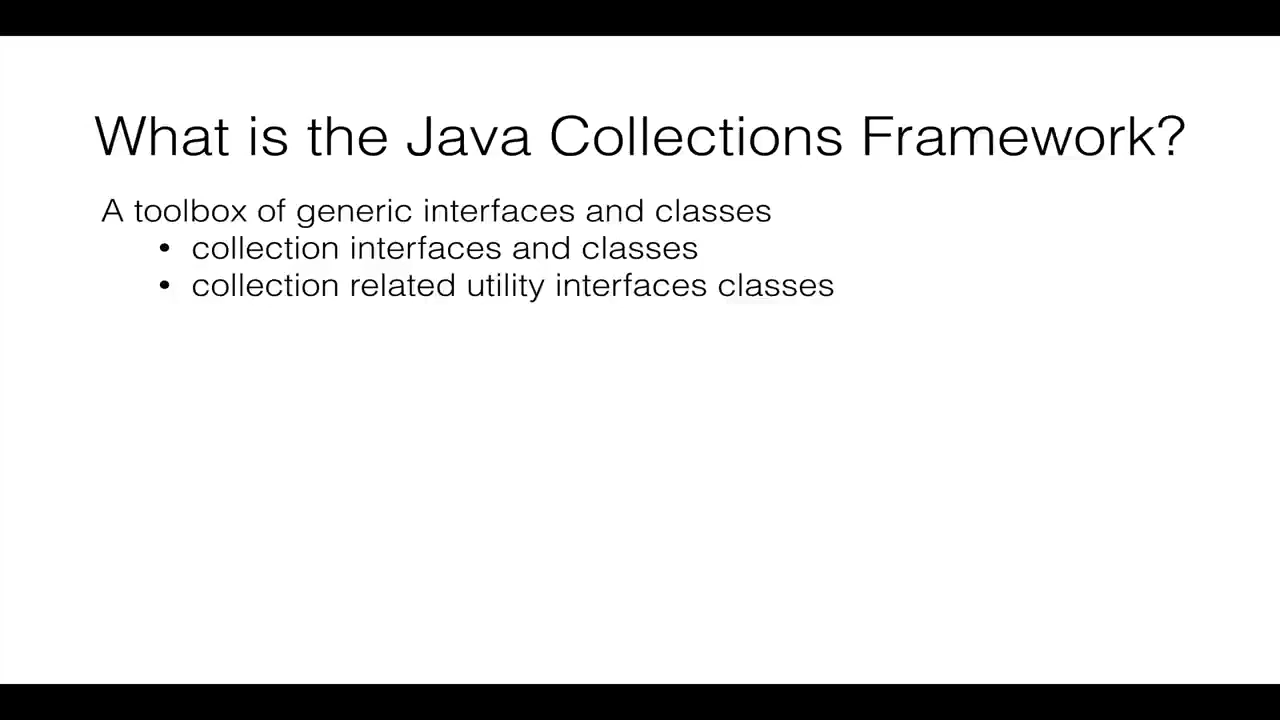 What is the Java Collections Framework?
A toolbox of generic interfaces and classes
• collection interfaces and classes
• collection related utility interfaces classes